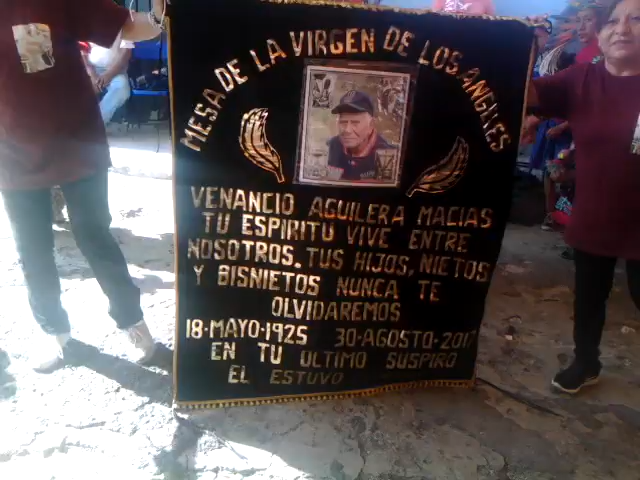 MESA DE LA VIRGEN DE LOS ANGELES
VENANCIO AGUILERA MACIAS
TU ESPIRITU VIVE ENTRE
NOSOTROS. TUS HIJOS, NIETOS
Y BISNIETOS NUNCA TE
OLVIDAREMOS
18-MAYO-1925 30-AGOSTO-2017
EN TU ULTIMO SUSPIRO
EL ESTUVO